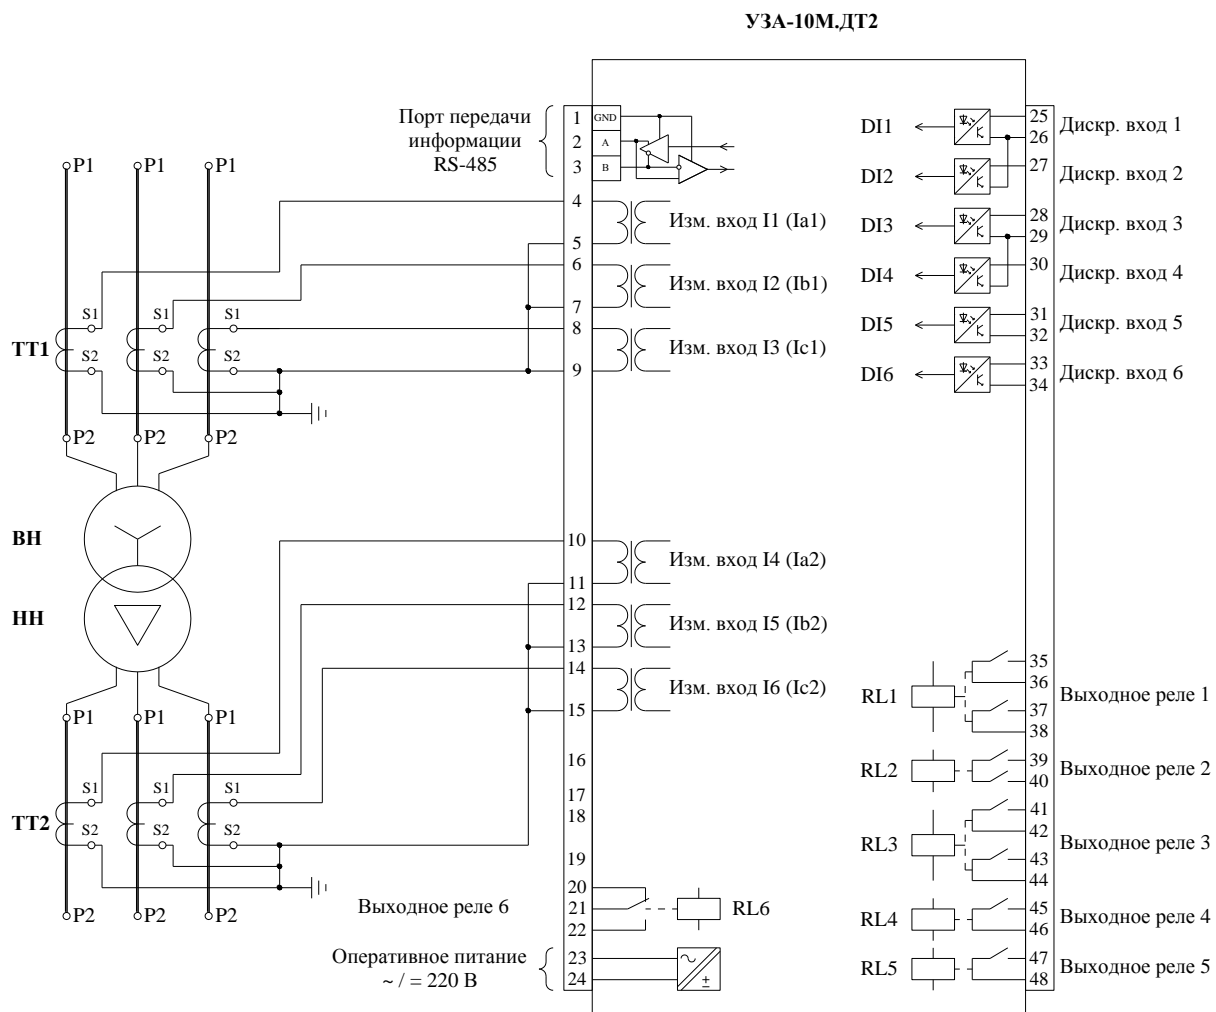 УЗА-10М.ДТ2
Порт передачи
информации
RS-485
1 GND
2 A
3 B
4
5
6
7
8
9
Изм. вход I1 (Ia1)
Изм. вход I2 (Ib1)
Изм. вход I3 (Ic1)
DI1 25 Дискр. вход 1
26
DI2 27 Дискр. вход 2
DI3 28 Дискр. вход 3
29
DI4 30 Дискр. вход 4
DI5 31 Дискр. вход 5
32
DI6 33 Дискр. вход 6
34
P1 P1 P1
S1 S1 S1
ТТ1
S2 S2 S2
P2 P2 P2
ВН
НН
10
11
12
13
14
15
16
17
18
19
20
21
22
23
24
Изм. вход I4 (Ia2)
Изм. вход I5 (Ib2)
Изм. вход I6 (Ic2)
P1 P1 P1
S1 S1 S1
ТТ2
S2 S2 S2
P2 P2 P2
Выходное реле 6
RL6
Оперативное питание
~ / = 220 В
~
±
RL1 35
36
37
38
Выходное реле 1
RL2 39
40
Выходное реле 2
RL3 41
42
43
44
Выходное реле 3
RL4 45
46
Выходное реле 4
RL5 47
48
Выходное реле 5